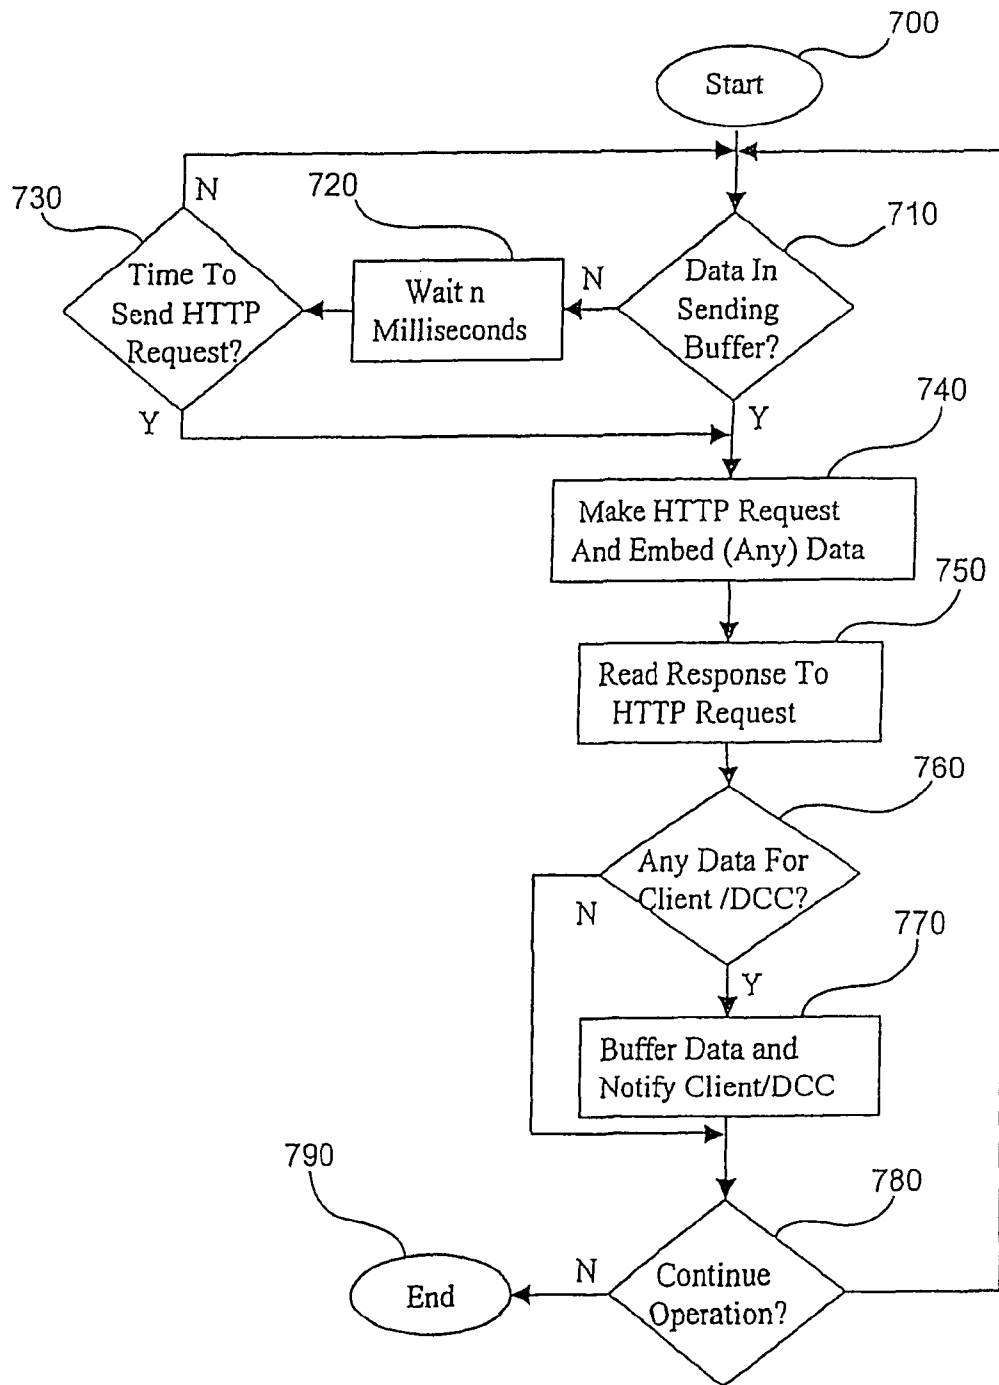 700
Start
730
N
720
710
Time To
Send HTTP
Request?
Wait n
Milliseconds
N
Data In
Sending
Buffer?
Y
Y
740
Make HTTP Request
And Embed (Any) Data
750
Read Response To
HTTP Request
760
Any Data For
Client /DCC?
N
770
Y
Buffer Data and
Notify Client/DCC
790
780
End
N
Continue
Operation?